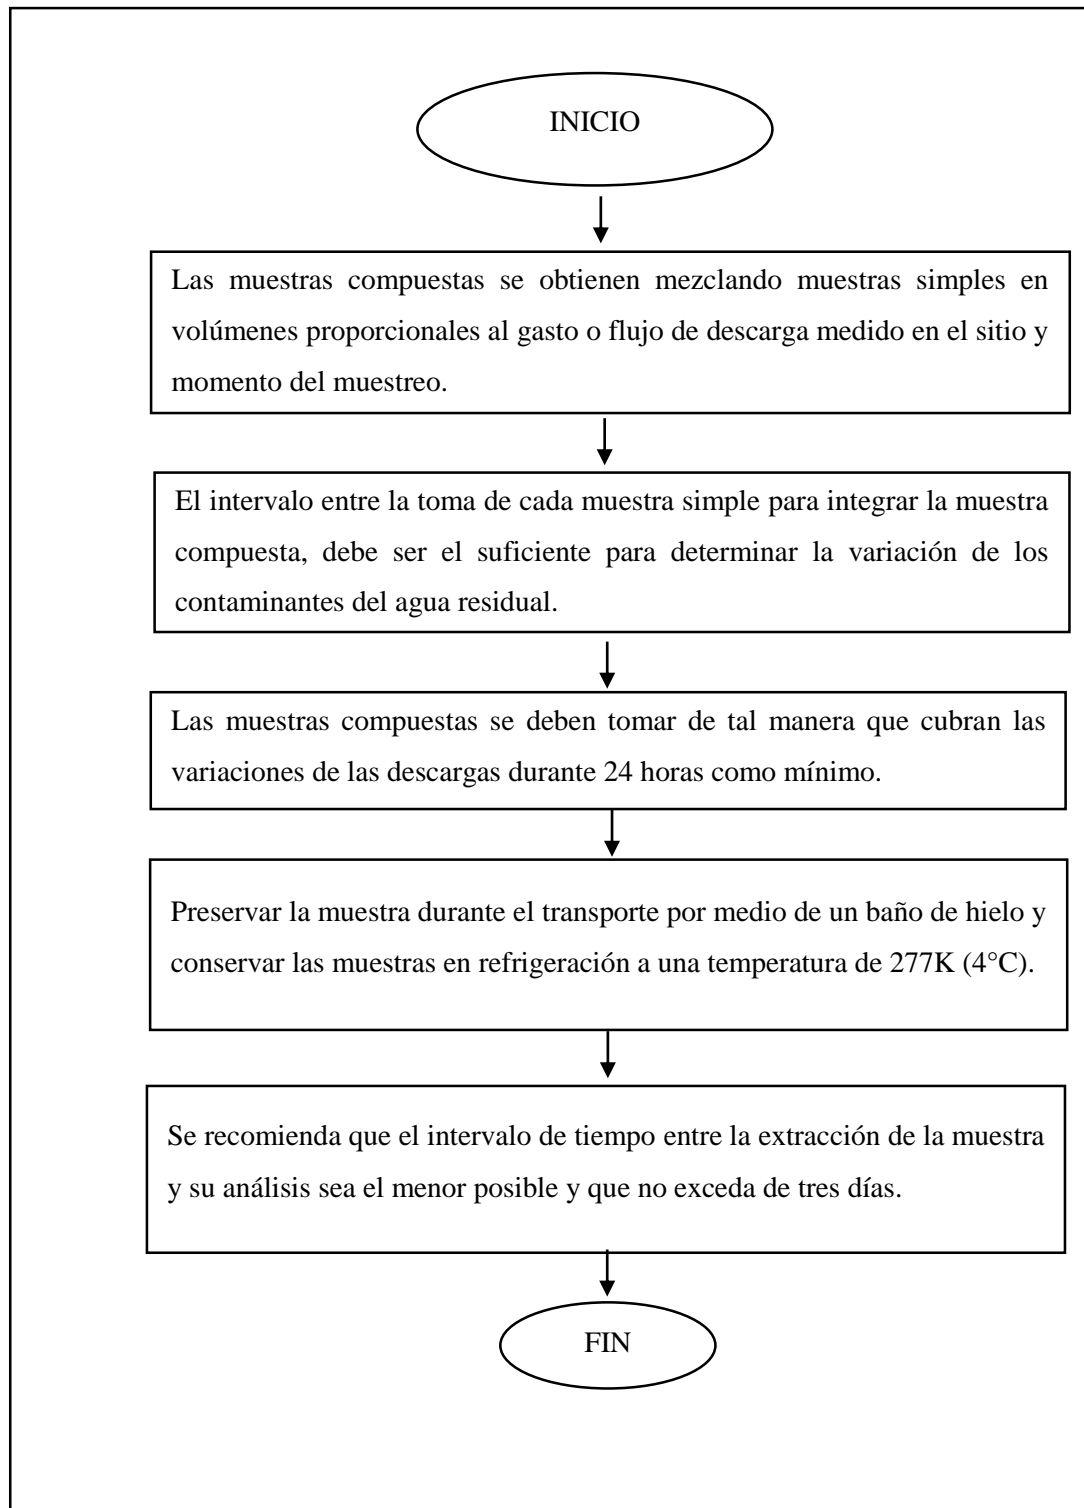 INICIO
Las muestras compuestas se obtienen mezclando muestras simples en
volúmenes proporcionales al gasto o flujo de descarga medido en el sitio y
momento del muestreo.
El intervalo entre la toma de cada muestra simple para integrar la muestra
compuesta, debe ser el suficiente para determinar la variación de los
contaminantes del agua residual.
Las muestras compuestas se deben tomar de tal manera que cubran las
variaciones de las descargas durante 24 horas como mínimo.
Preservar la muestra durante el transporte por medio de un baño de hielo y
conservar las muestras en refrigeración a una temperatura de 277K (4°C).
Se recomienda que el intervalo de tiempo entre la extracción de la muestra
y su análisis sea el menor posible y que no exceda de tres días.
FIN